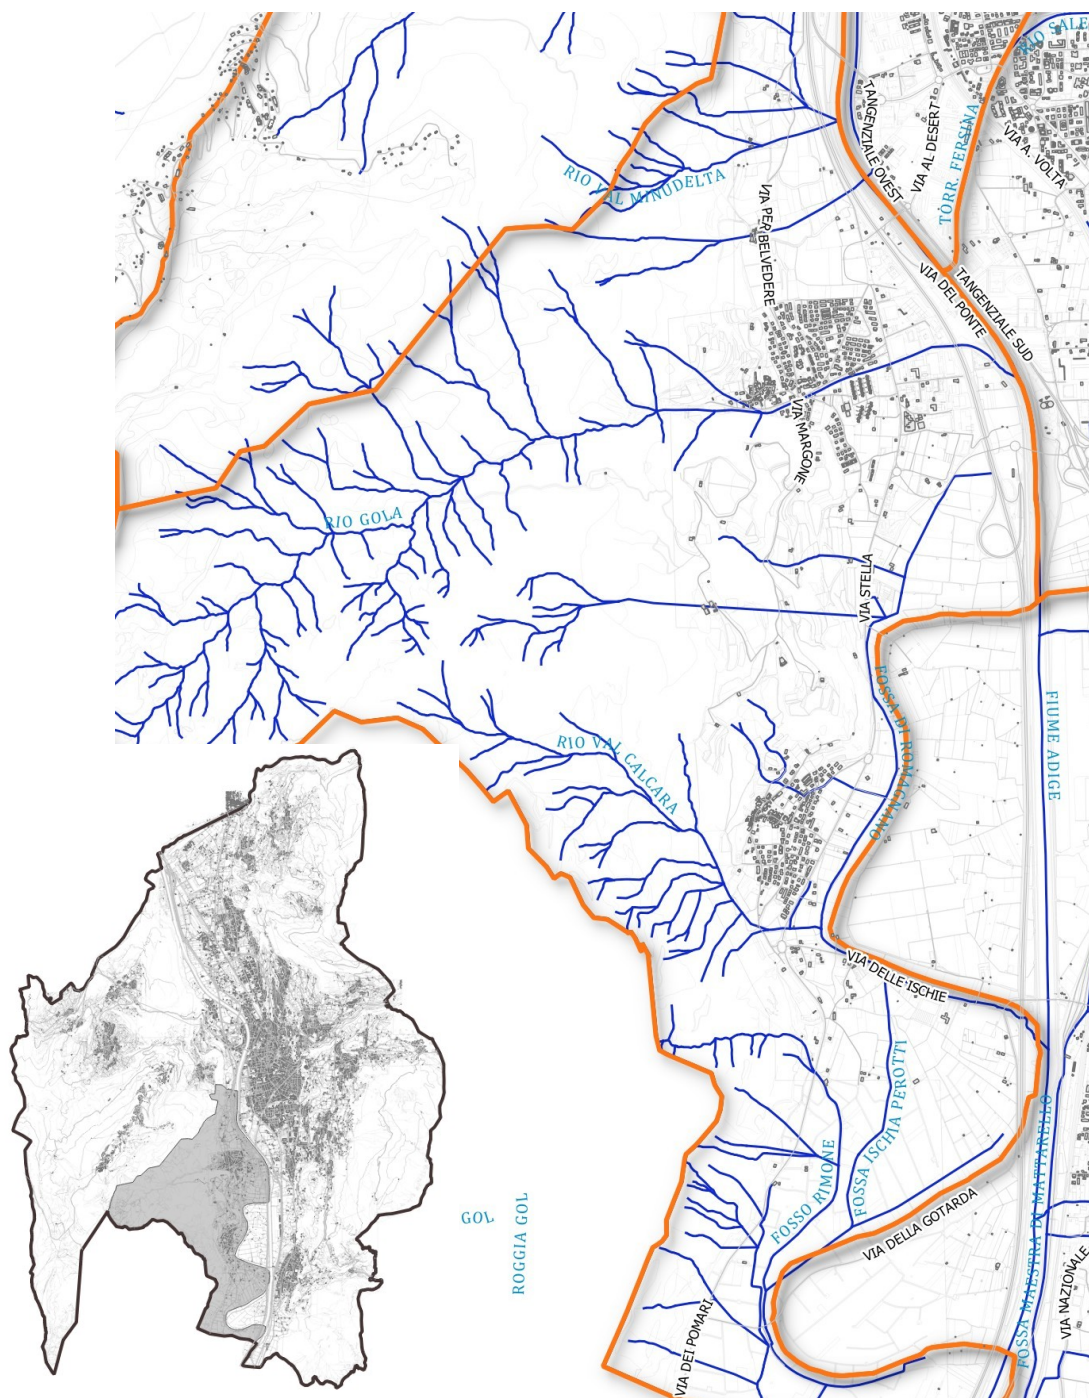 RIO SALE
TANGENZIALE OVEST
VIA AL DESERT
TORR. FERSINA
VIA A. VOLTA
RIO VAL MINUDELTA
VIA PER BELVEDERE
VIA DEL PONTE
TANGENZIALE SUD
VIA MARGONE
RIO GOLA
VIA STELLA
FOSSA DI ROMAGNANO
FIUME ADIGE
RIO VAL CALCARA
VIA DELLE ISCHIE
FOSSA ISCHIA PEROTTI
FOSSO RIMONE
GOL
ROGGIA GOL
VIA DELLA GOTARDA
FOSSA MAESTRA DI MATTARELLO
VIA NAZIONALE
VIA DEI POMARI